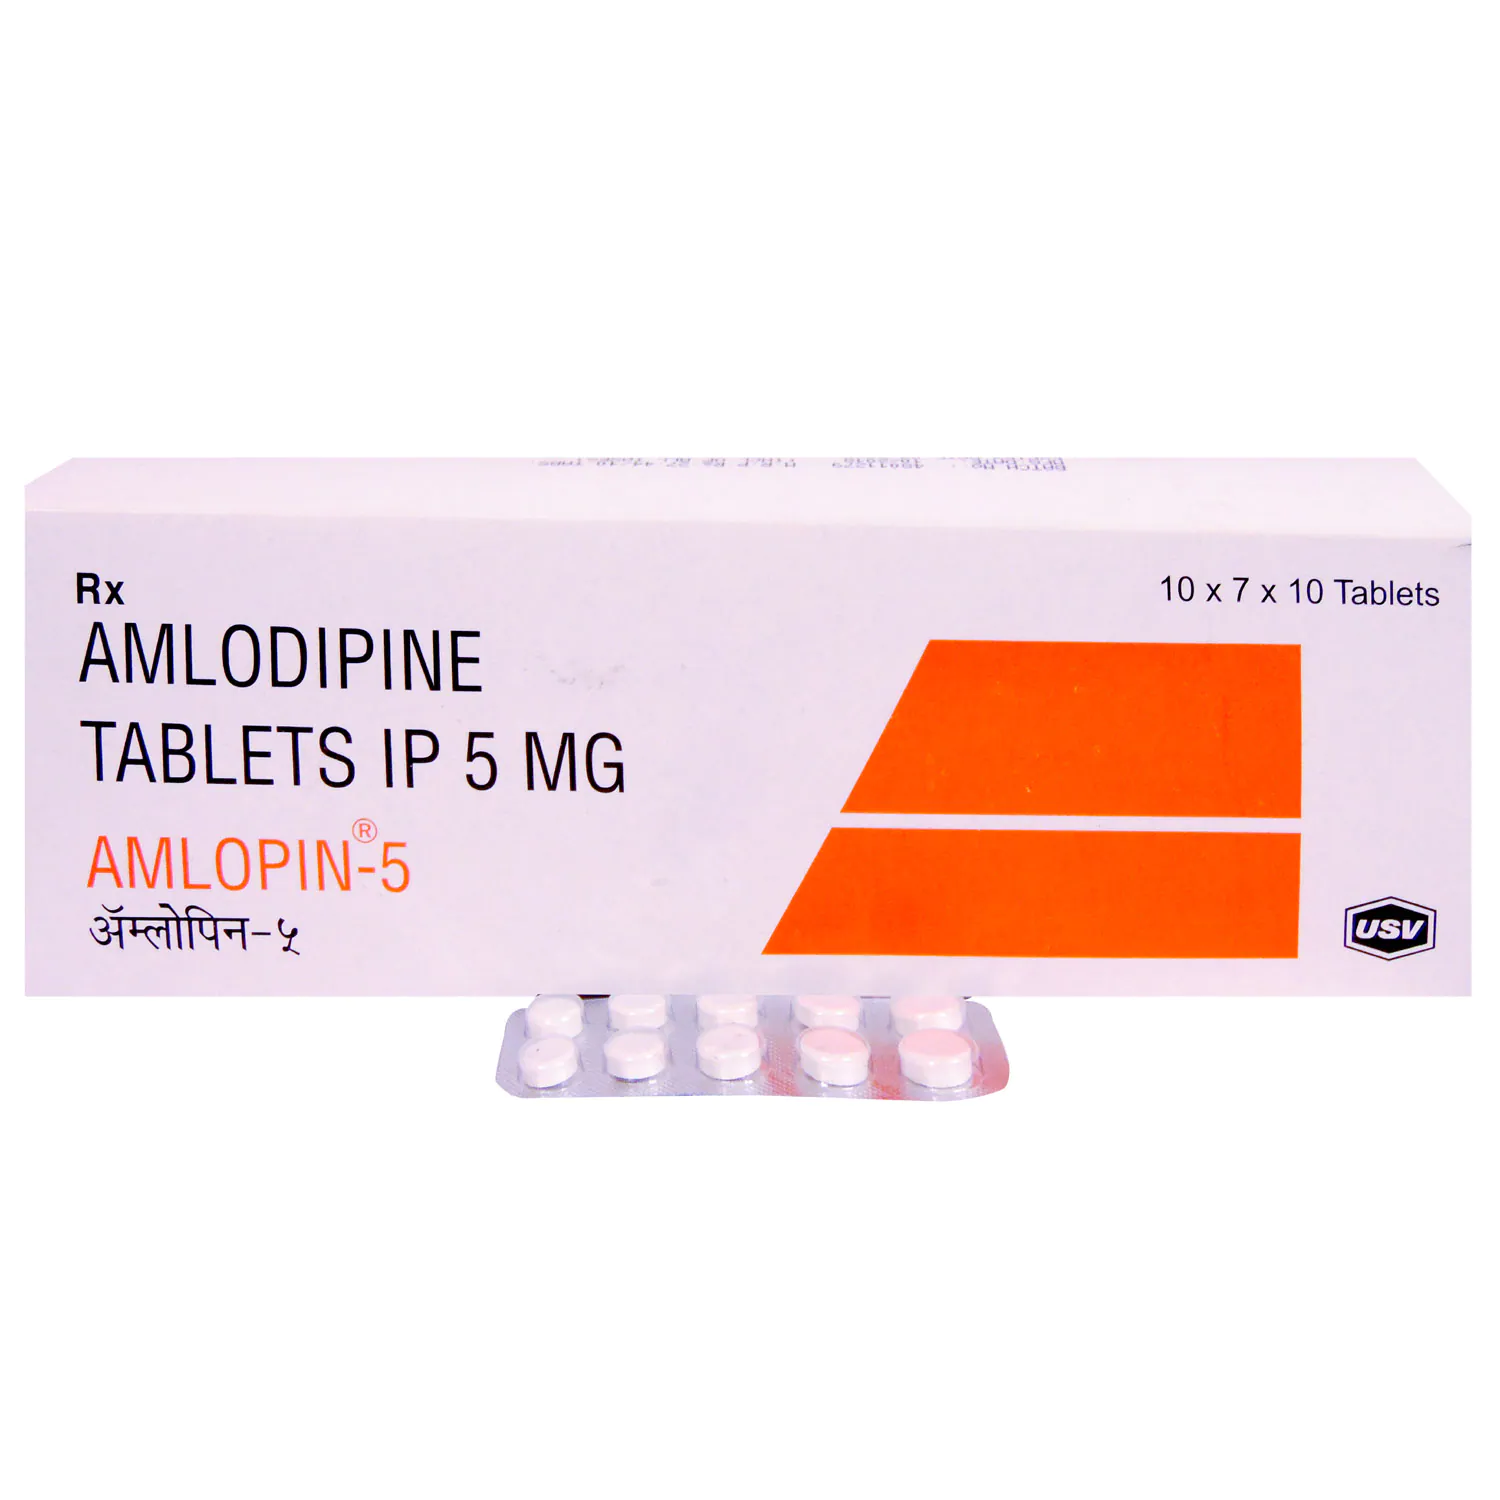 Rx
10 x 7 x 10 Tablets
AMLODIPINE
TABLETS IP 5 MG
AMLOPIN®-5
ॲम्लोपिन-५
USV